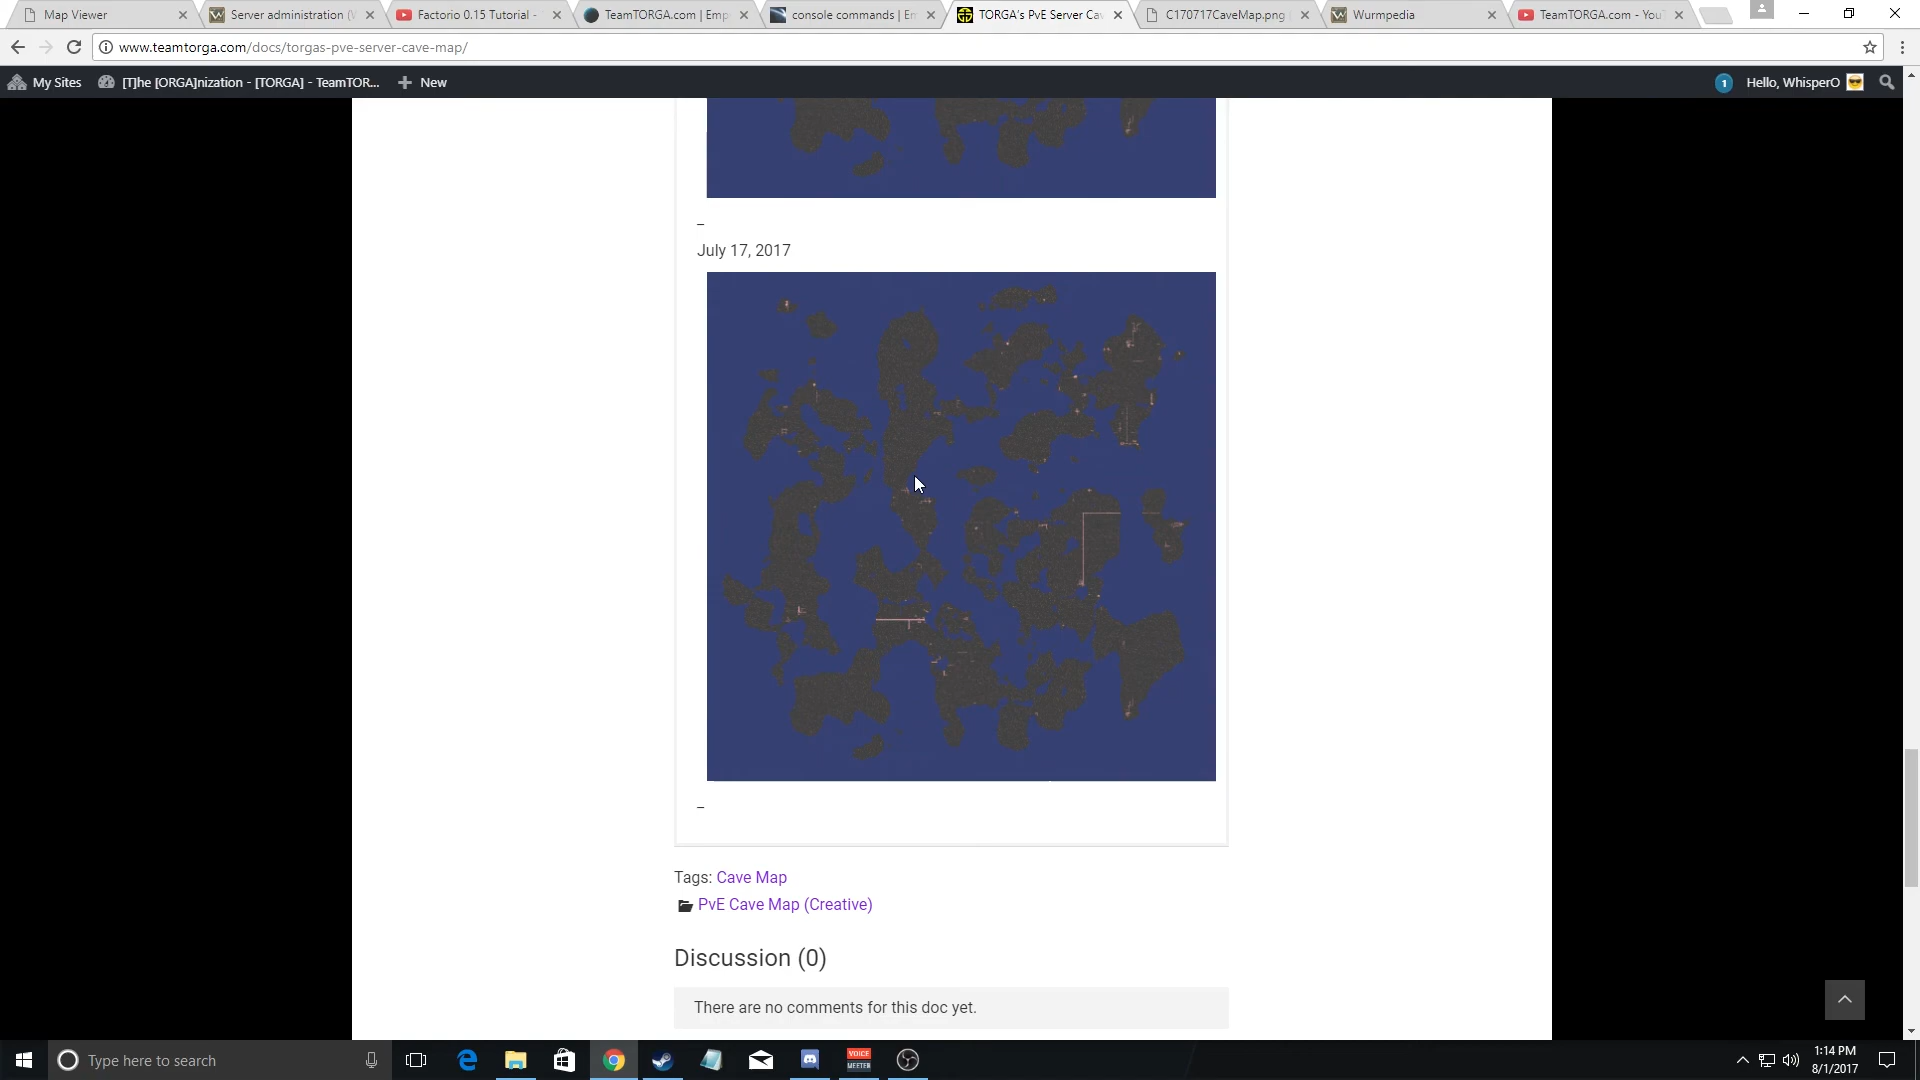 Map Viewer
Server administration (V
Factorio 0.15 Tutorial -
TeamTORGA.com | Emp
console commands | Em
TORGA's PvE Server Cav
C170717CaveMap.png (
Wurmpedia
TeamTORGA.com - YouT
www.teamtorga.com/docs/torgas-pve-server-cave-map/
My Sites
[T]he [ORGA]nization - [TORGA] - TeamTOR...
New
1
Hello, WhisperO
–
July 17, 2017
–
Tags: Cave Map
PvE Cave Map (Creative)
Discussion (0)
There are no comments for this doc yet.
Type here to search
VOICE
MEETER
1:14 PM
8/1/2017